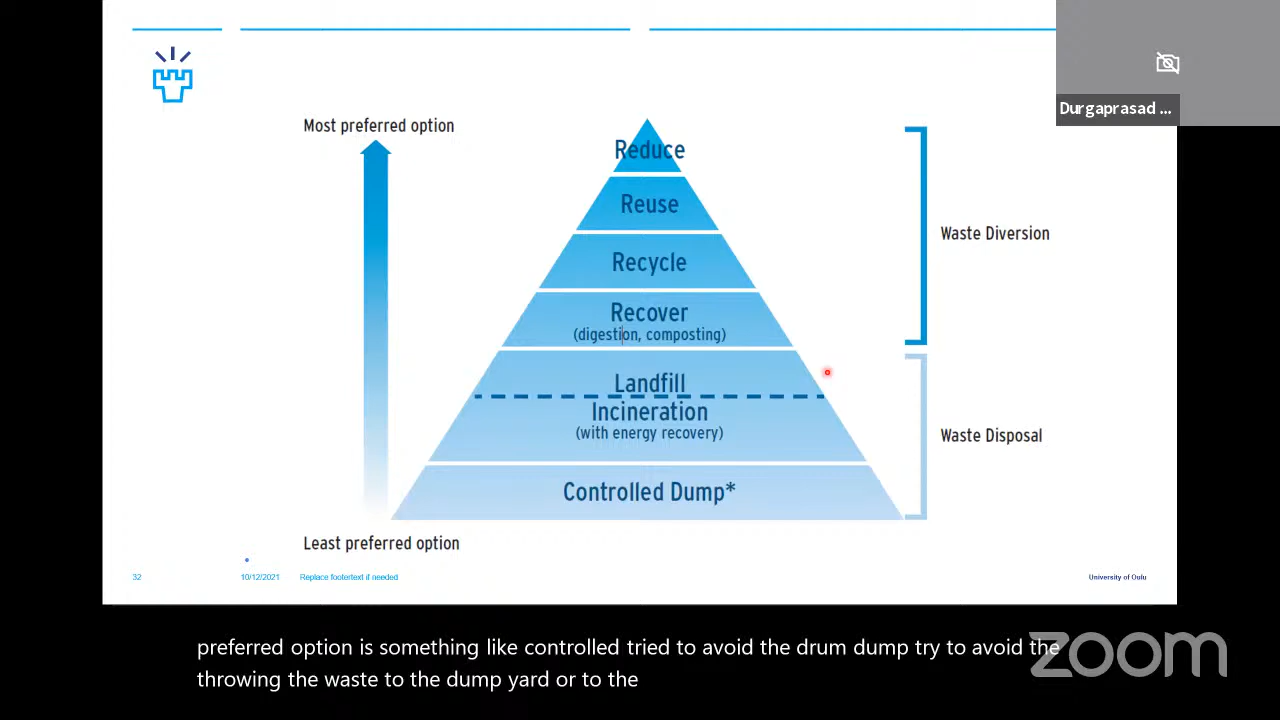 Durgaprasad ...
Most preferred option
Reduce
Reuse
Recycle
Recover
(digestion, composting)
Landfill
Incineration
(with energy recovery)
Controlled Dump*
Waste Diversion
Waste Disposal
Least preferred option
32
10/12/2021
Replace footertext if needed
University of Oulu
preferred option is something like controlled tried to avoid the drum dump try to avoid the
throwing the waste to the dump yard or to the
zoom